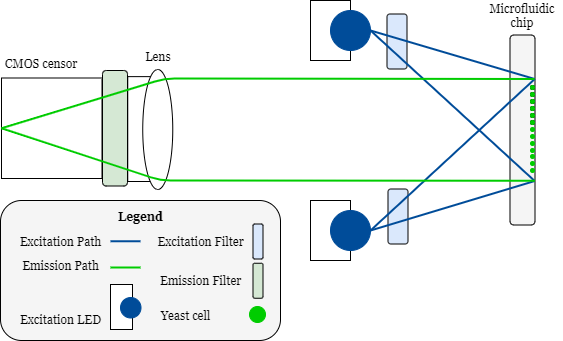 Microfluidic
chip
CMOS censor
Lens
Legend
Excitation Path
Excitation Filter
Emission Path
Emission Filter
Excitation LED
Yeast cell